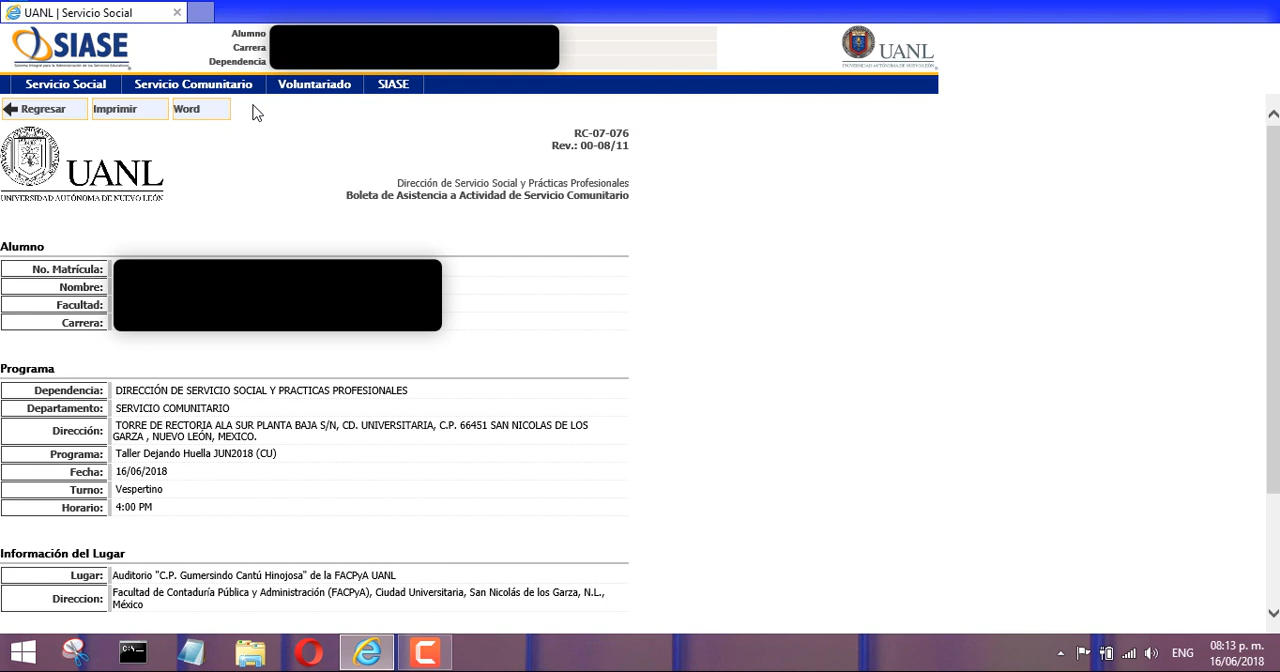 UANL | Servicio Social
SIASE
Alumno
Carrera
Dependencia
UANL
Servicio Social
Servicio Comunitario
Voluntariado
SIASE
Regresar
Imprimir
Word
UANL
UNIVERSIDAD AUTÓNOMA DE NUEVO LEÓN
RC-07-076
Rev.: 00-08/11
Dirección de Servicio Social y Prácticas Profesionales
Boleta de Asistencia a Actividad de Servicio Comunitario
Alumno
No. Matrícula:
Nombre:
Facultad:
Carrera:
Programa
Dependencia: DIRECCIÓN DE SERVICIO SOCIAL Y PRACTICAS PROFESIONALES
Departamento: SERVICIO COMUNITARIO
Dirección: TORRE DE RECTORIA ALA SUR PLANTA BAJA S/N, CD. UNIVERSITARIA, C.P. 66451 SAN NICOLAS DE LOS
GARZA , NUEVO LEÓN, MEXICO.
Programa: Taller Dejando Huella JUN2018 (CU)
Fecha: 16/06/2018
Turno: Vespertino
Horario: 4:00 PM
Información del Lugar
Lugar: Auditorio "C.P. Gumersindo Cantú Hinojosa" de la FACPyA UANL
Direccion: Facultad de Contaduría Pública y Administración (FACPyA), Ciudad Universitaria, San Nicolás de los Garza, N.L.,
México
ENG
08:13 p. m.
16/06/2018